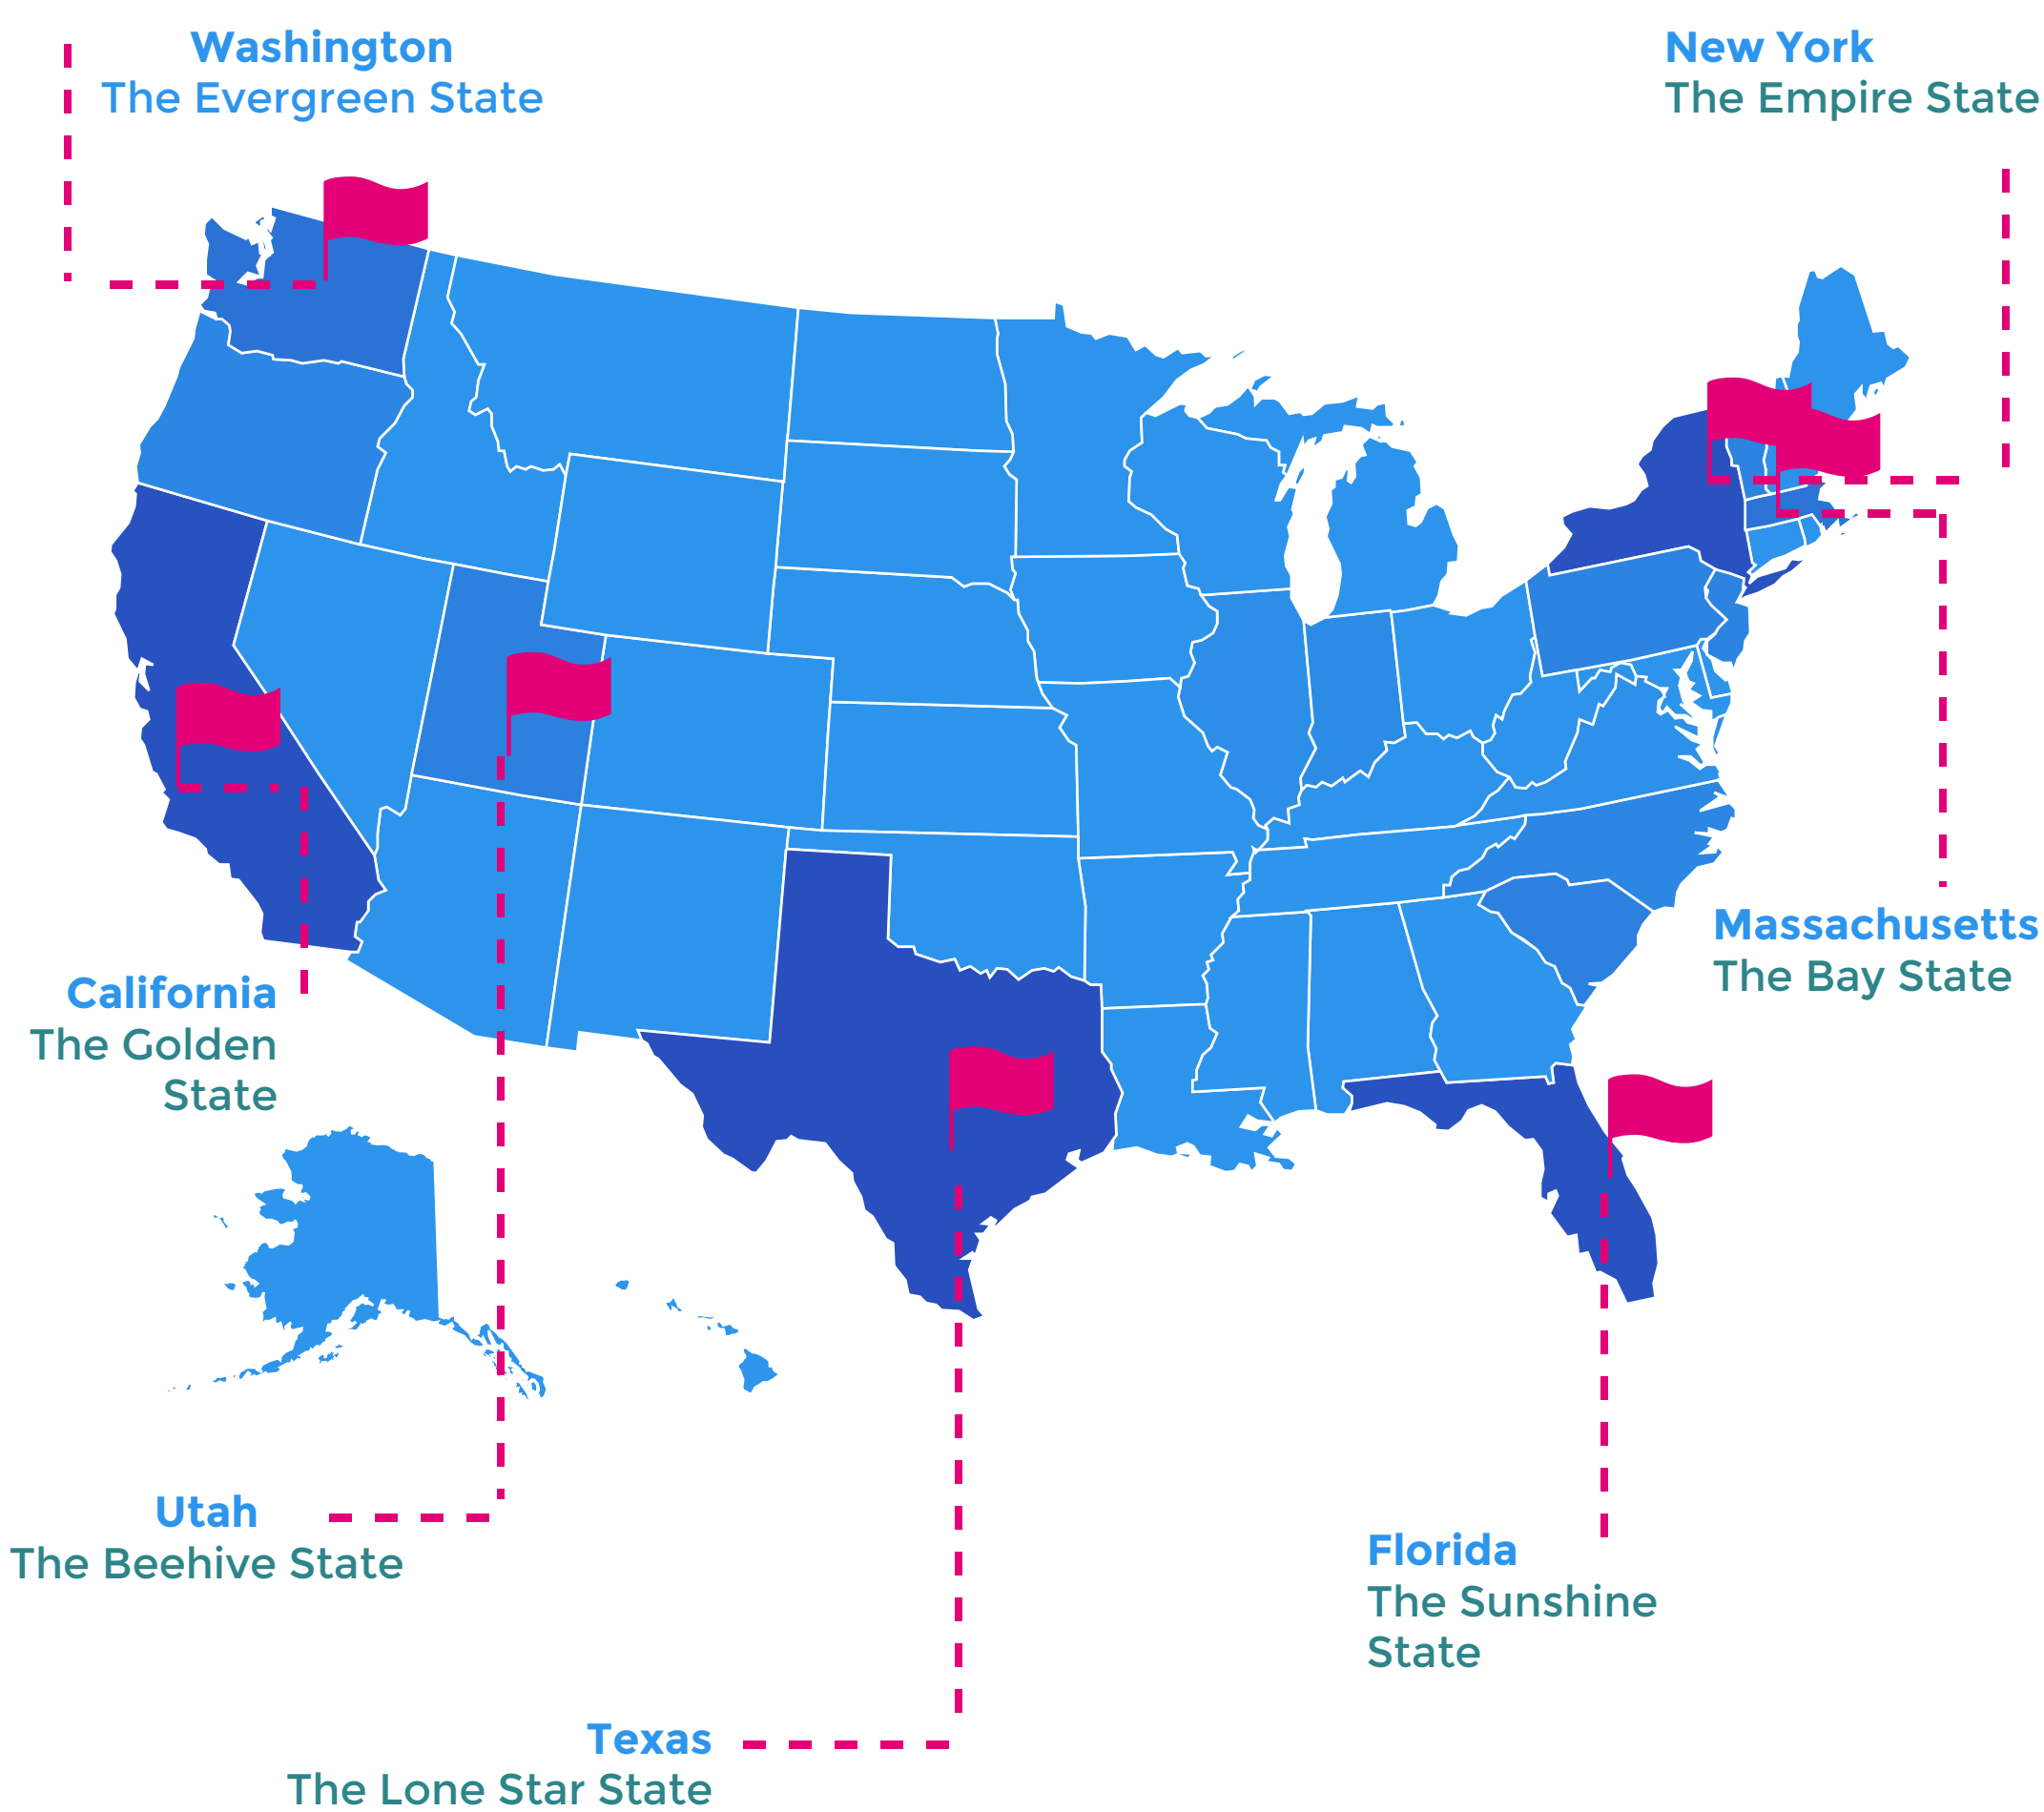 Washington
The Evergreen State
New York
The Empire State
Massachusetts
The Bay State
California
The Golden
State
Utah
The Beehive State
Florida
The Sunshine
State
Texas
The Lone Star State